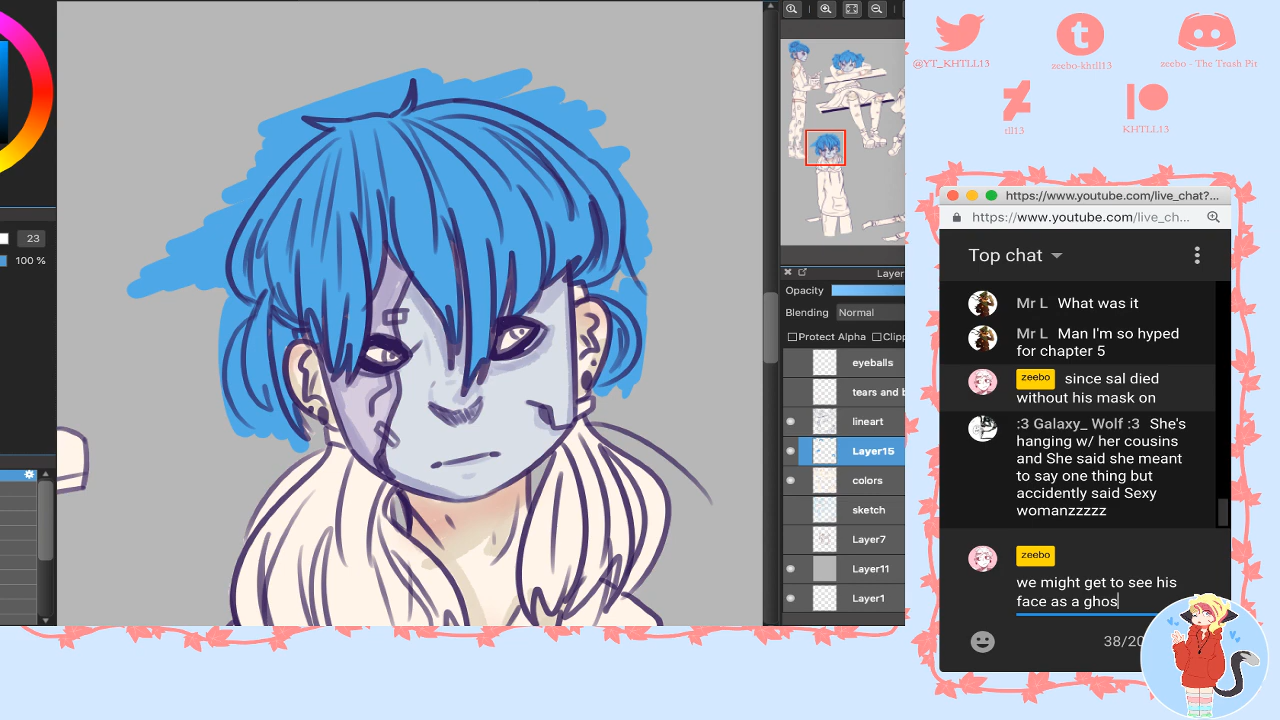 23
100 %
Layer
Opacity
Blending Normal
Protect Alpha Clipp
eyeballs
tears and b
lineart
Layer15
colors
sketch
Layer7
Layer11
Layer1
@YT_KHTLL13
zeebo-khtll13
zeebo - The Trash Pit
tll13
KHTLL13
https://www.youtube.com/live_chat?...
https://www.youtube.com/live_ch...
Top chat
Mr L What was it
Mr L Man I'm so hyped
for chapter 5
zeebo since sal died
without his mask on
:3 Galaxy_ Wolf :3 She's
hanging w/ her cousins
and She said she meant
to say one thing but
accidently said Sexy
womanzzzzz
zeebo
we might get to see his
face as a ghos
38/20